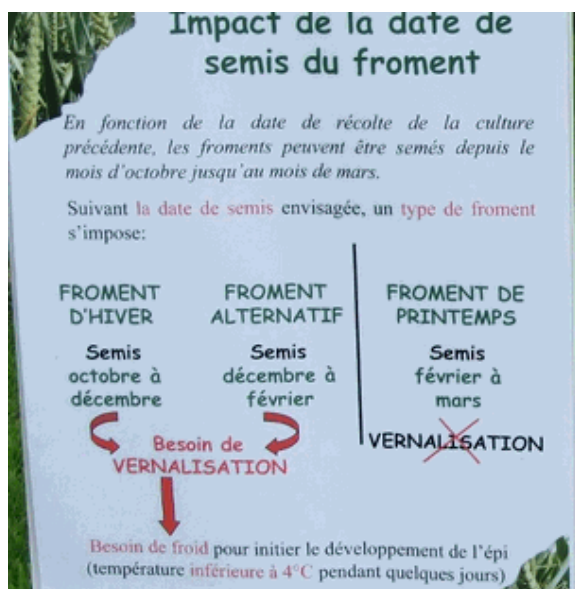 Impact de la date de
semis du froment
En fonction de la date de récolte de la culture
précédente, les froments peuvent être semés depuis le
mois d'octobre jusqu'au mois de mars.
Suivant la date de semis envisagée, un type de froment
s'impose:
FROMENT
D'HIVER
Semis
octobre à
décembre
FROMENT
ALTERNATIF
Semis
décembre à
février
FROMENT DE
PRINTEMPS
Semis
février à
mars
Besoin de
VERNALISATION
VERNALISATION
Besoin de froid pour initier le développement de l'épi
(température inférieure à 4°C pendant quelques jours)